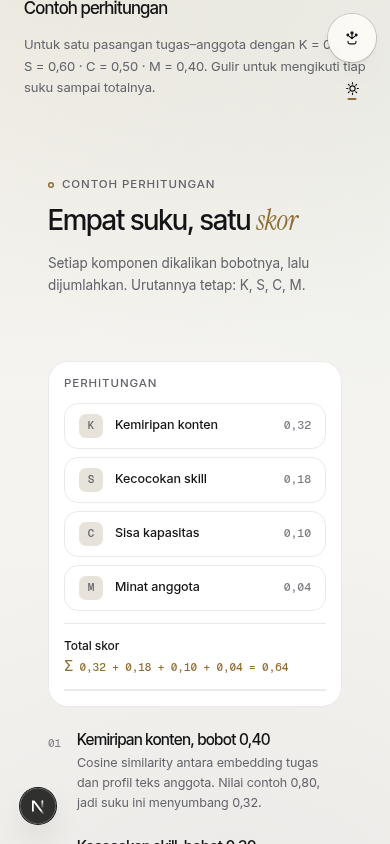 Contoh perhitungan
Untuk satu pasangan tugas–anggota dengan K = 0
S = 0,60 · C = 0,50 · M = 0,40. Gulir untuk mengikuti tiap
suku sampai totalnya.
CONTOH PERHITUNGAN
Empat suku, satu skor
Setiap komponen dikalikan bobotnya, lalu
dijumlahkan. Urutannya tetap: K, S, C, M.
PERHITUNGAN
K Kemiripan konten 0,32
S Kecocokan skill 0,18
C Sisa kapasitas 0,10
M Minat anggota 0,04
Total skor
Σ 0,32 + 0,18 + 0,10 + 0,04 = 0,64
01 Kemiripan konten, bobot 0,40
Cosine similarity antara embedding tugas
dan profil teks anggota. Nilai contoh 0,80,
jadi suku ini menyumbang 0,32.
N